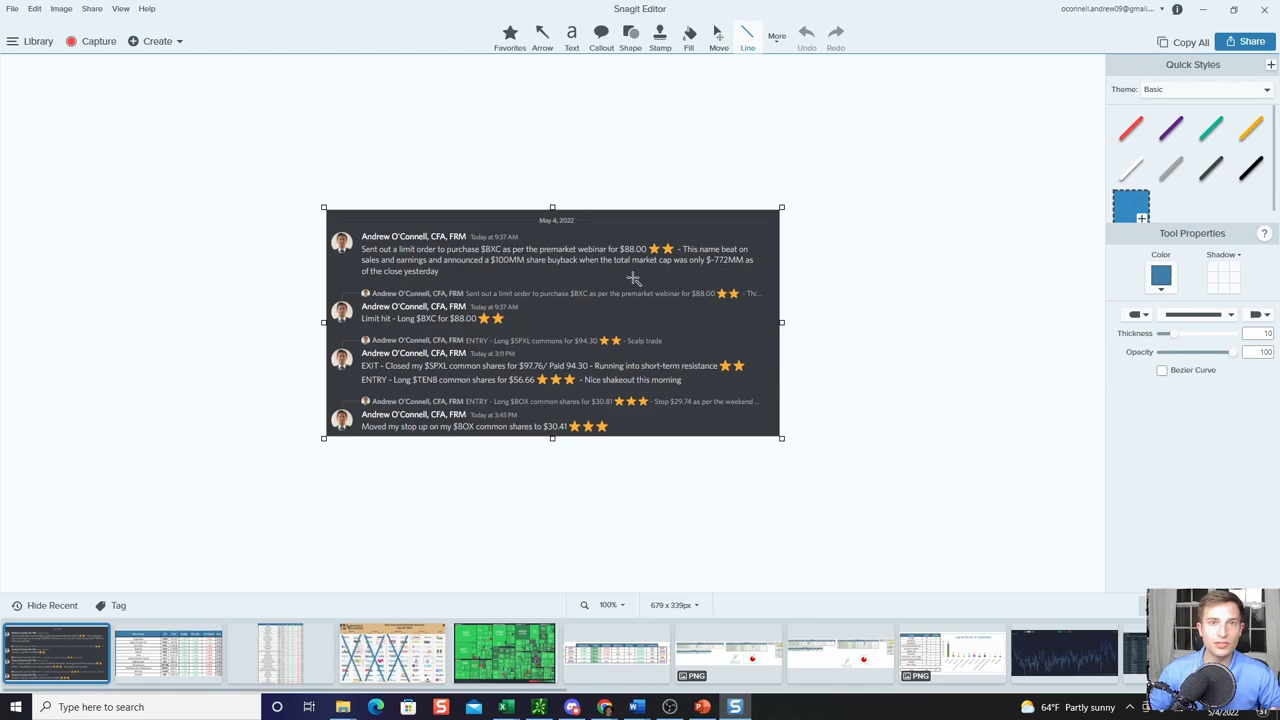 Snagit Editor
File Edit Image Share View Help
oconnell.andrew09@gmail....
Library Capture Create
Favorites Arrow Text Callout Shape Stamp Fill Move Line More Undo Redo
Copy All Share
Quick Styles
Theme: Basic
Tool Properties ?
Color Shadow
Thickness 10
Opacity 100
Bezier Curve
May 4, 2022
Andrew O'Connell, CFA, FRM Today at 9:37 AM
Sent out a limit order to purchase $BXC as per the premarket webinar for $88.00 ⭐⭐ - This name beat on
sales and earnings and announced a $100MM share buyback when the total market cap was only $~772MM as
of the close yesterday
Andrew O'Connell, CFA, FRM Sent out a limit order to purchase $BXC as per the premarket webinar for $88.00 ⭐⭐ - Thi...
Andrew O'Connell, CFA, FRM Today at 9:37 AM
Limit hit - Long $BXC for $88.00 ⭐⭐
Andrew O'Connell, CFA, FRM ENTRY - Long $SPXL commons for $94.30 ⭐⭐ - Scalp trade
Andrew O'Connell, CFA, FRM Today at 3:11 PM
EXIT - Closed my $SPXL common shares for $97.76/ Paid 94.30 - Running into short-term resistance ⭐⭐
ENTRY - Long $TENB common shares for $56.66 ⭐⭐⭐ - Nice shakeout this morning
Andrew O'Connell, CFA, FRM ENTRY - Long $BOX common shares for $30.81 ⭐⭐⭐ - Stop $29.74 as per the weekend ...
Andrew O'Connell, CFA, FRM Today at 3:45 PM
Moved my stop up on my $BOX common shares to $30.41 ⭐⭐⭐
Hide Recent Tag
100% 679 x 339px
PNG
PNG
Type here to search
64°F Partly sunny
5/4/2022